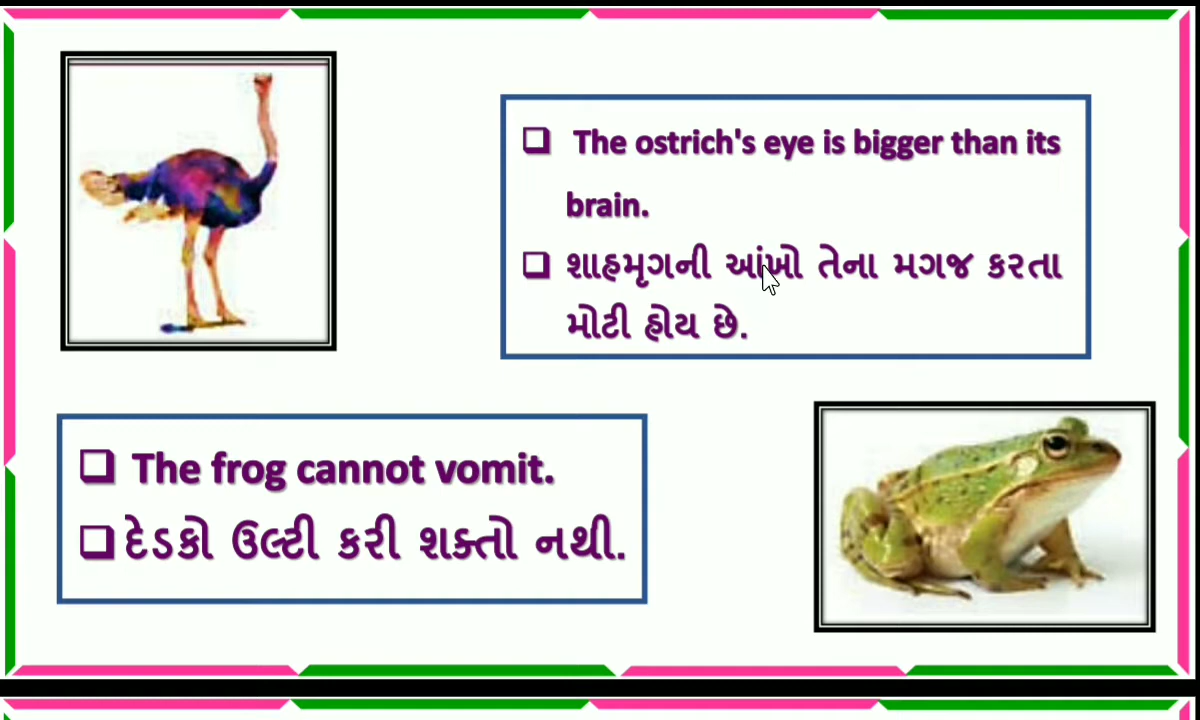 ❑ The ostrich's eye is bigger than its
brain.
❑ શાહમૃગની આંખો તેના મગજ કરતા
મોટી હોય છે.
❑ The frog cannot vomit.
❑ દેડકો ઉલ્ટી કરી શક્તો નથી.